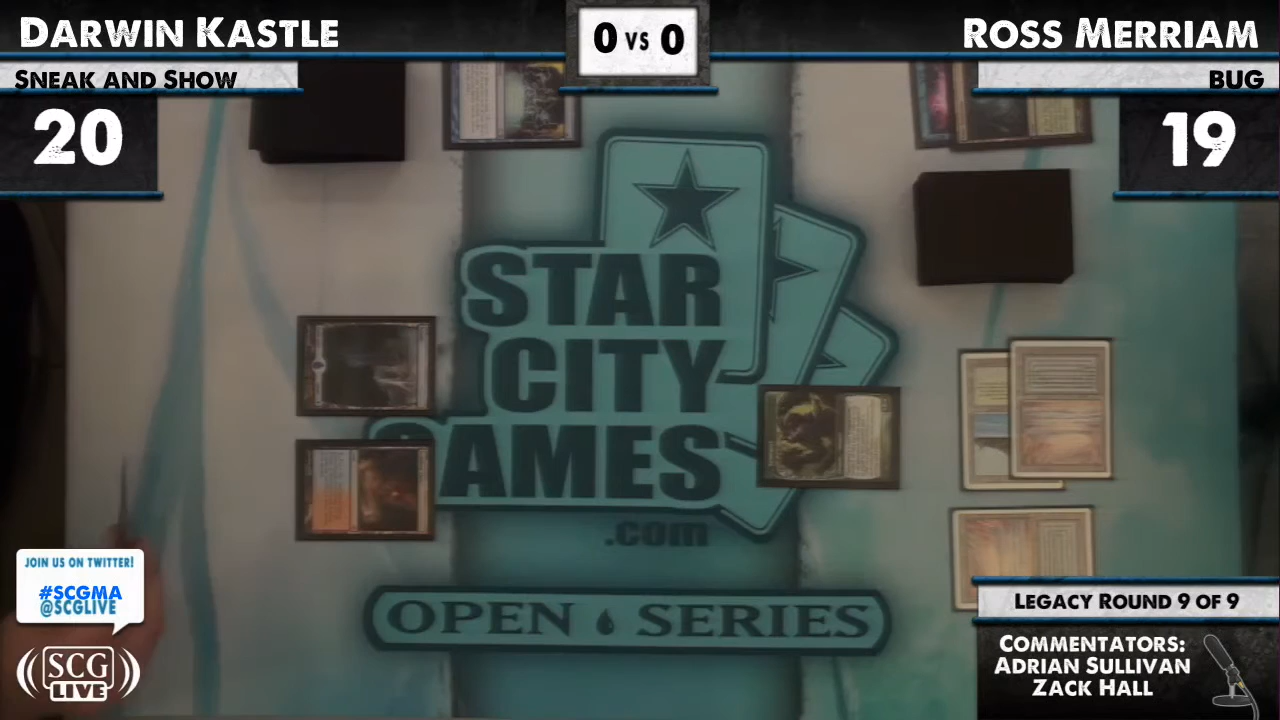 DARWIN KASTLE
0 VS 0
ROSS MERRIAM
SNEAK AND SHOW
BUG
20
19
STAR
CITY
GAMES
.com
OPEN SERIES
JOIN US ON TWITTER!
#SCGMA
@SCGLIVE
SCG
LIVE
LEGACY ROUND 9 OF 9
COMMENTATORS:
ADRIAN SULLIVAN
ZACK HALL